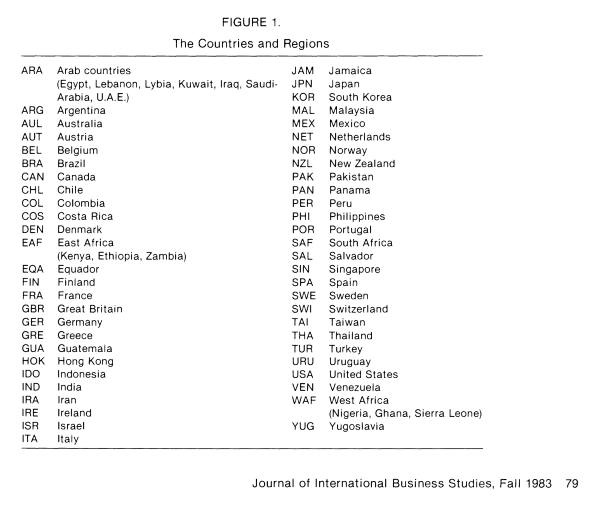 FIGURE 1.
The Countries and Regions
ARA Arab countries
(Egypt, Lebanon, Lybia, Kuwait, Iraq, Saudi-
Arabia, U.A.E.)
ARG Argentina
AUL Australia
AUT Austria
BEL Belgium
BRA Brazil
CAN Canada
CHL Chile
COL Colombia
COS Costa Rica
DEN Denmark
EAF East Africa
(Kenya, Ethiopia, Zambia)
EQA Equador
FIN Finland
FRA France
GBR Great Britain
GER Germany
GRE Greece
GUA Guatemala
HOK Hong Kong
IDO Indonesia
IND India
IRA Iran
IRE Ireland
ISR Israel
ITA Italy
JAM Jamaica
JPN Japan
KOR South Korea
MAL Malaysia
MEX Mexico
NET Netherlands
NOR Norway
NZL New Zealand
PAK Pakistan
PAN Panama
PER Peru
PHI Philippines
POR Portugal
SAF South Africa
SAL Salvador
SIN Singapore
SPA Spain
SWE Sweden
SWI Switzerland
TAI Taiwan
THA Thailand
TUR Turkey
URU Uruguay
USA United States
VEN Venezuela
WAF West Africa
(Nigeria, Ghana, Sierra Leone)
YUG Yugoslavia
Journal of International Business Studies, Fall 1983 79